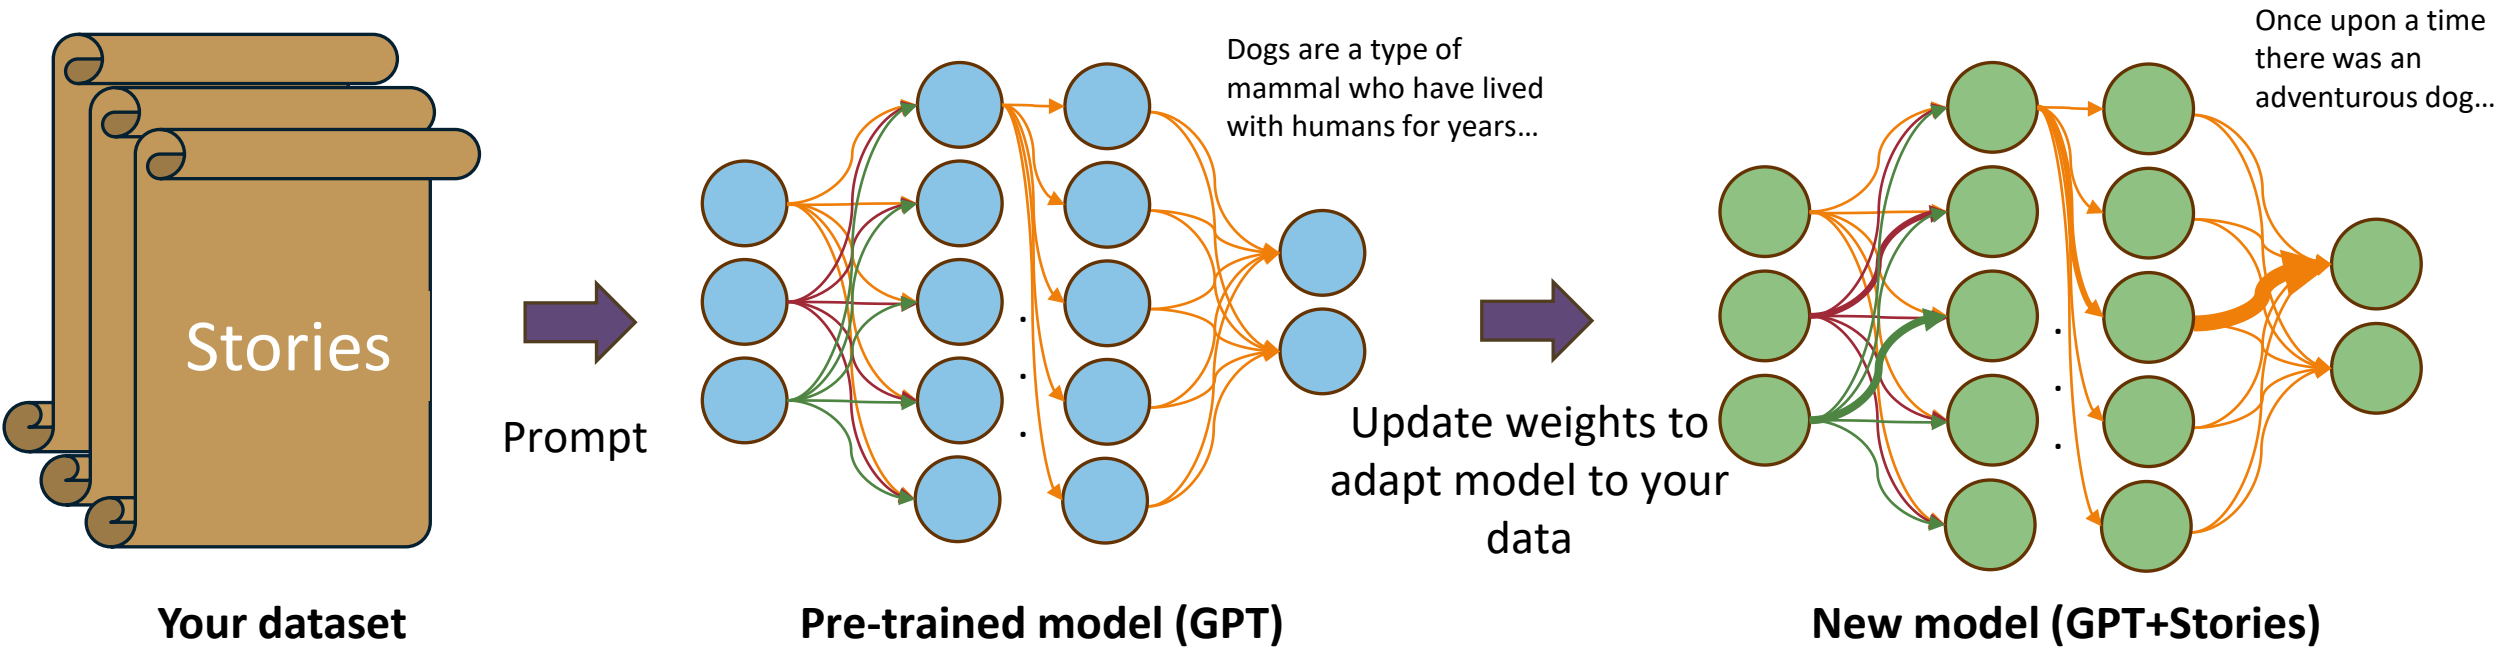 Stories
Your dataset
Prompt
Dogs are a type of
mammal who have lived
with humans for years...
.
.
.
Pre-trained model (GPT)
Update weights to
adapt model to your
data
Once upon a time
there was an
adventurous dog...
.
.
.
New model (GPT+Stories)